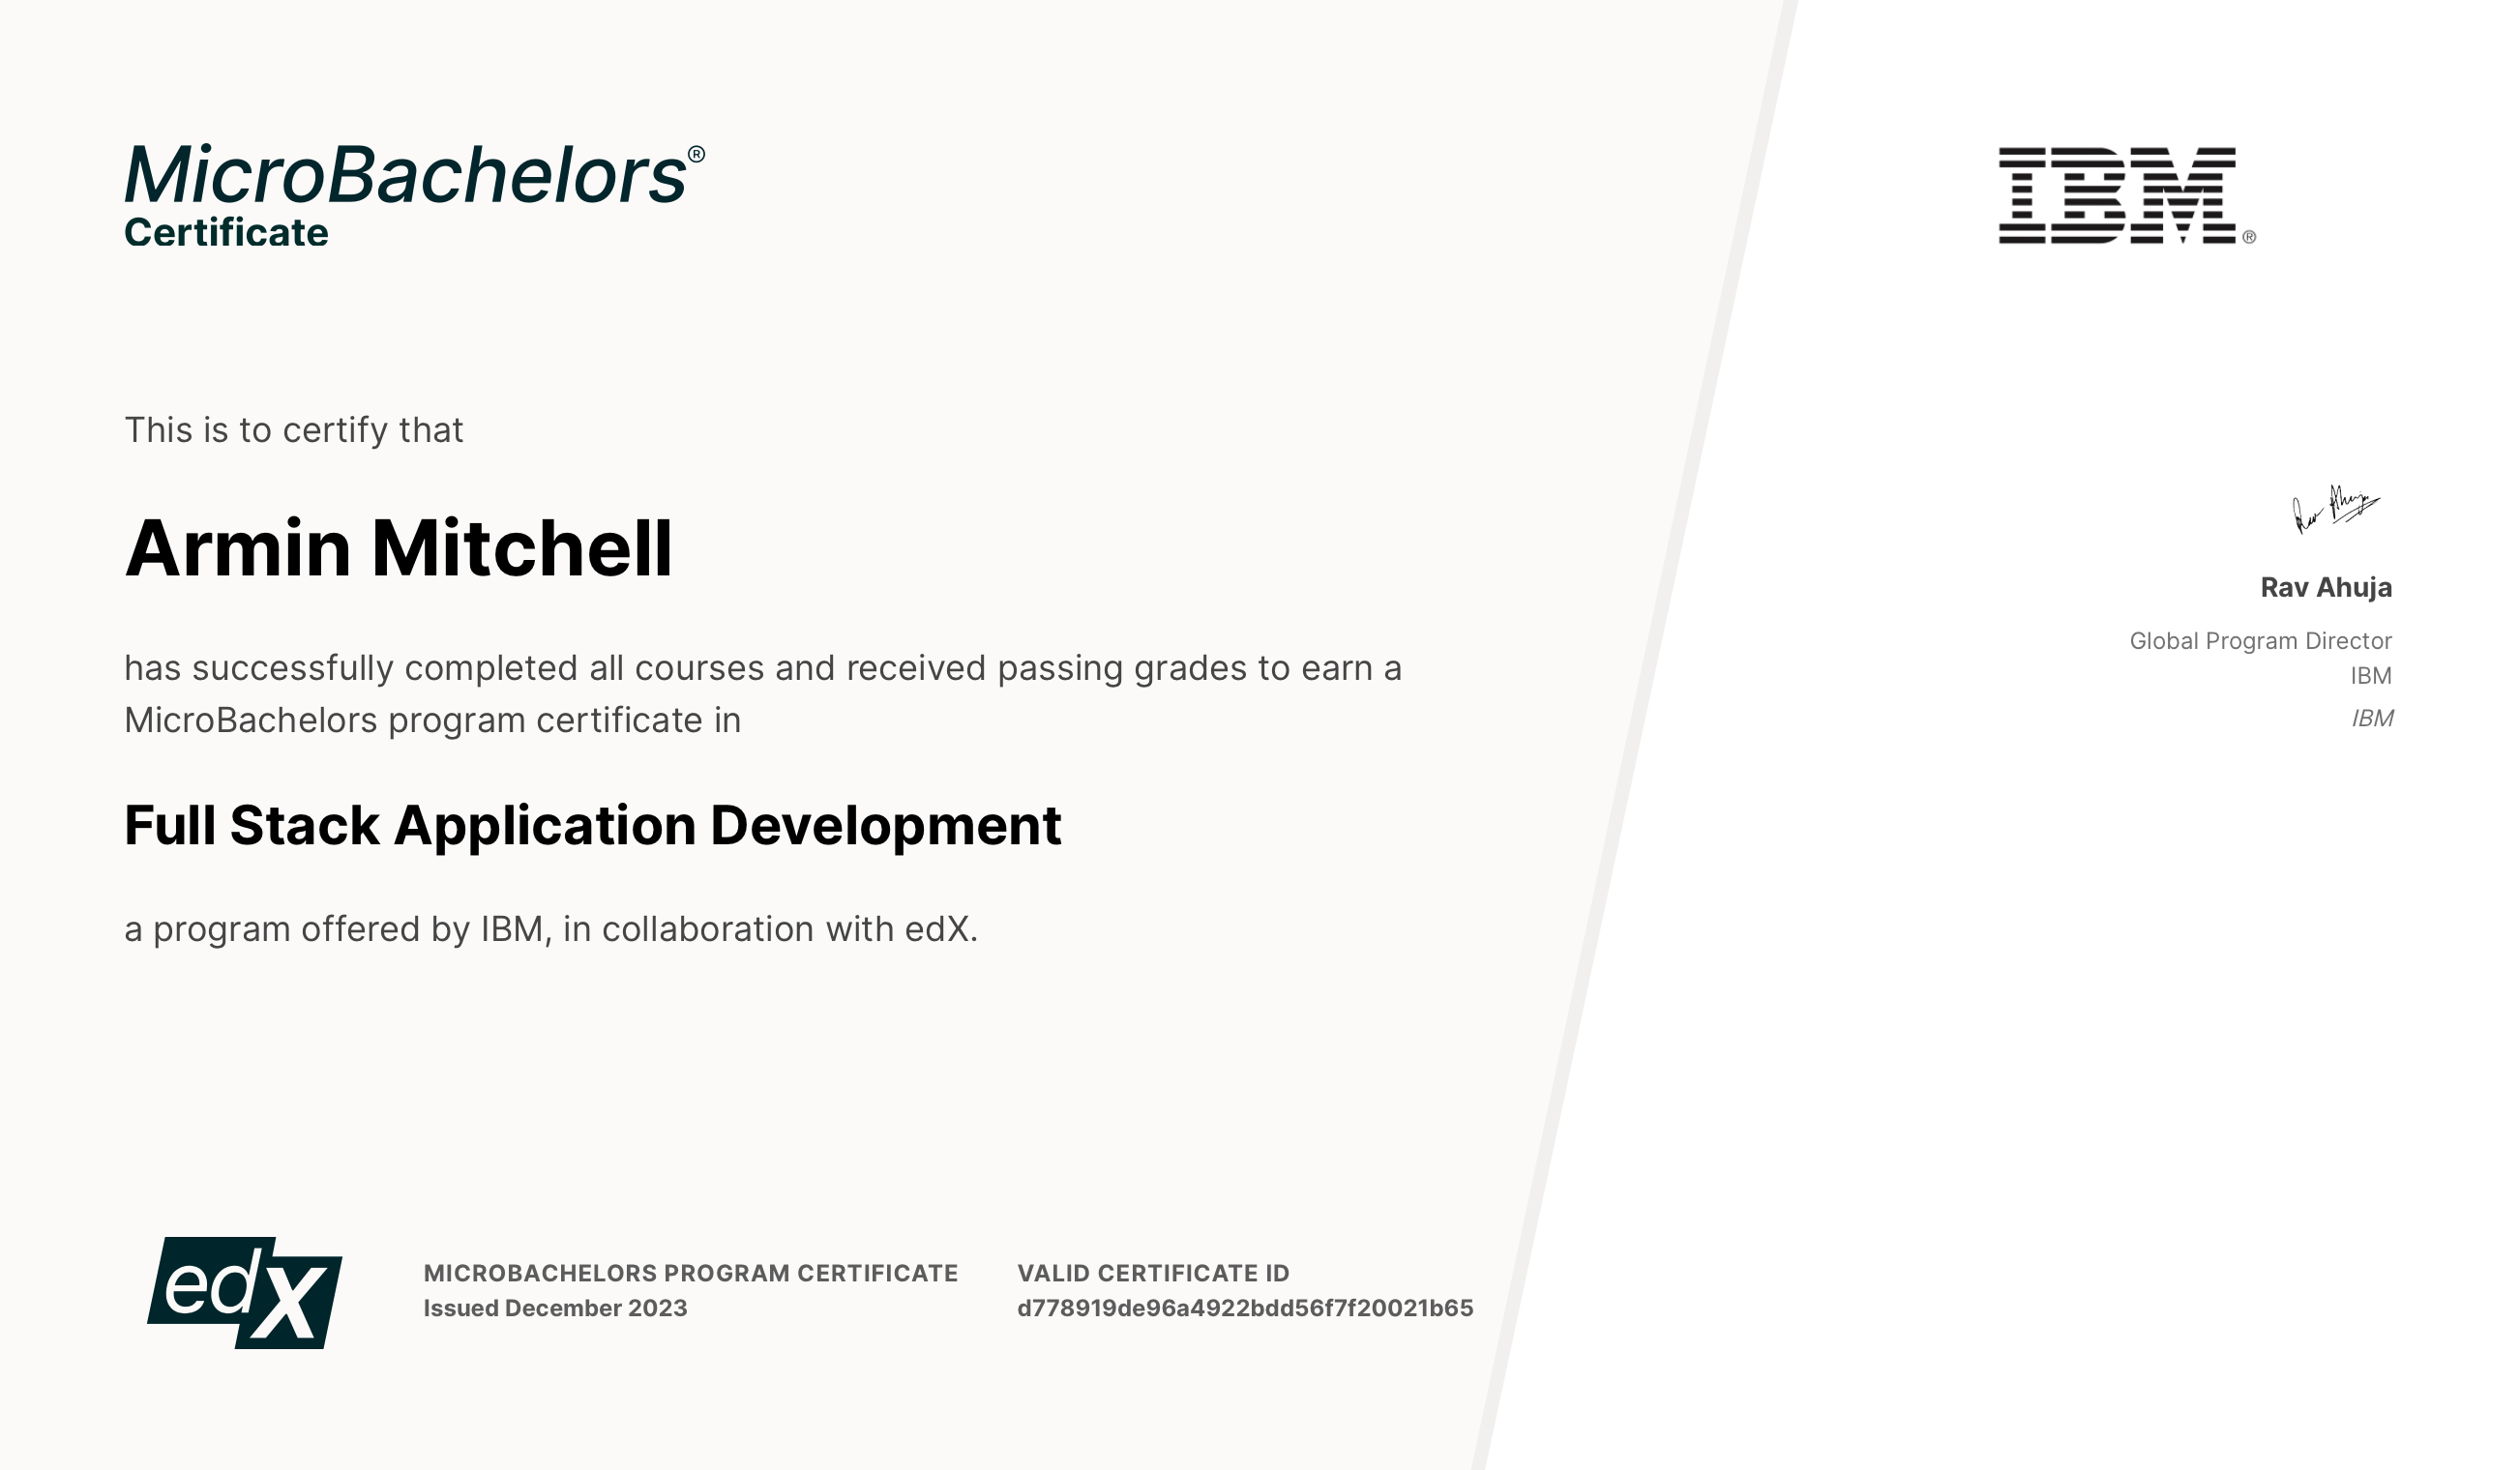 MicroBachelors®
Certificate
IBM®
This is to certify that
Armin Mitchell
has successfully completed all courses and received passing grades to earn a
MicroBachelors program certificate in
Full Stack Application Development
a program offered by IBM, in collaboration with edX.
Rav Ahuja
Rav Ahuja
Global Program Director
IBM
IBM
edX
MICROBACHELORS PROGRAM CERTIFICATE
Issued December 2023
VALID CERTIFICATE ID
d778919de96a4922bdd56f7f20021b65